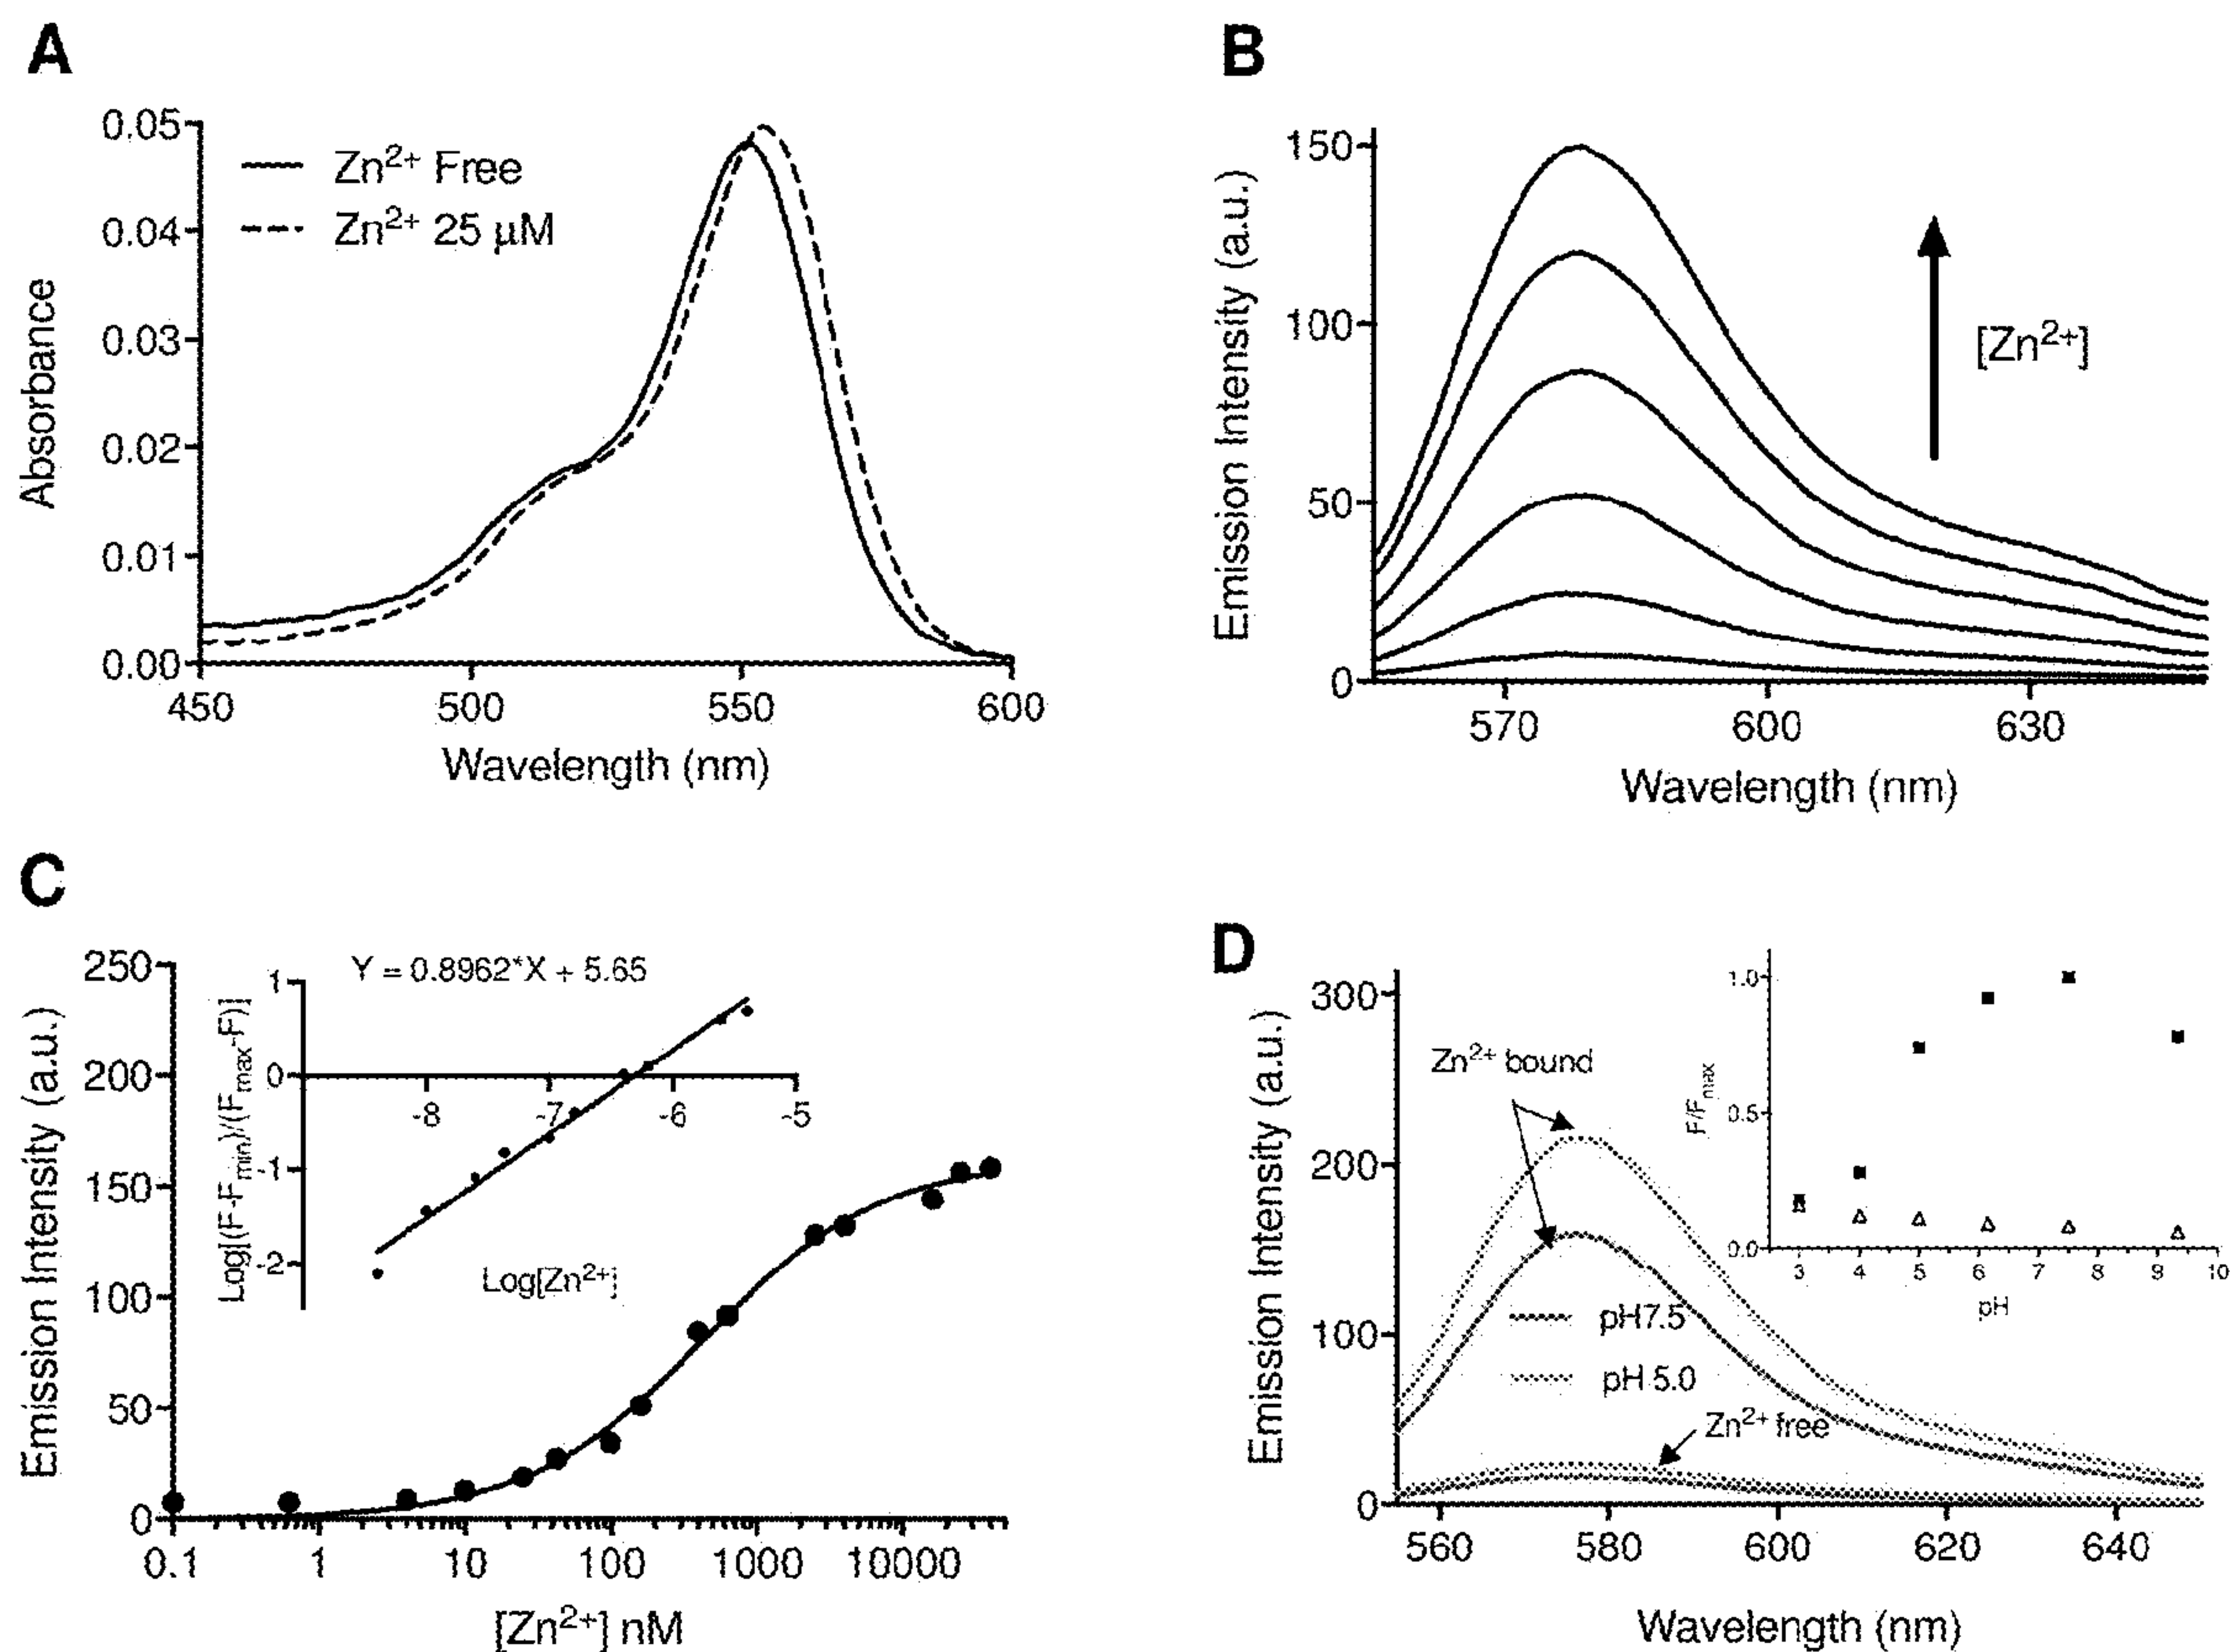 A
0.05
0.04
0.03
0.02
0.01
0.00
Absorbance
Zn2+ Free
Zn2+ 25 μM
450 500 550 600
Wavelength (nm)
B
150
100
50
0
Emission Intensity (a.u.)
[Zn2+]
570 600 630
Wavelength (nm)
C
250
200
150
100
50
0
Emission Intensity (a.u.)
Y = 0.8962*X + 5.65
1
0
-1
-2
Log[(F-Fmin)/(Fmax-F)]
-8 -7 -6 -5
Log[Zn2+]
0.1 1 10 100 1000 10000
[Zn2+] nM
D
300
200
100
0
Emission Intensity (a.u.)
Zn2+ bound
pH7.5
pH 5.0
Zn2+ free
1.0
0.5
0.0
F/Fmax
3 4 5 6 7 8 9 10
pH
560 580 600 620 640
Wavelength (nm)